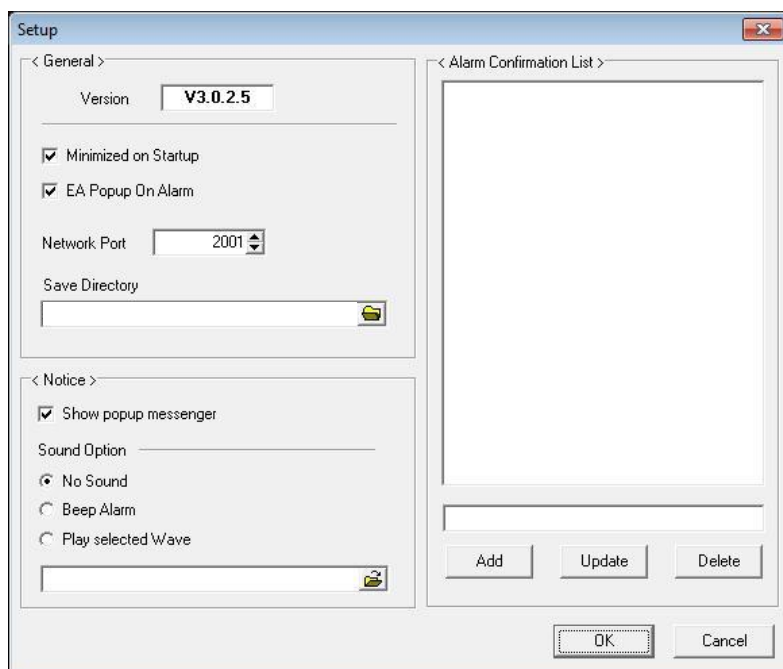 Setup
< General >
Version V3.0.2.5
Minimized on Startup
EA Popup On Alarm
Network Port 2001
Save Directory
< Notice >
Show popup messenger
Sound Option
No Sound
Beep Alarm
Play selected Wave
< Alarm Confirmation List >
Add Update Delete
OK Cancel